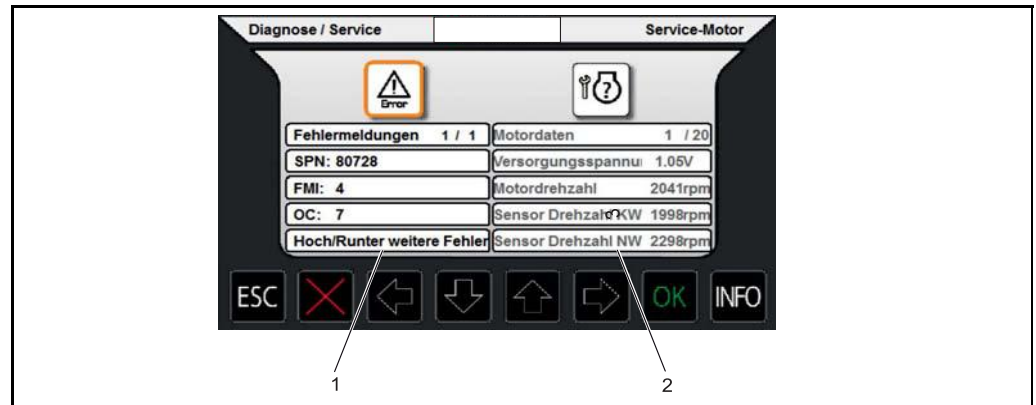 Diagnose / Service Service-Motor
Error
Fehlermeldungen 1 / 1
SPN: 80728
FMI: 4
OC: 7
Hoch/Runter weitere Fehler
Motordaten 1 / 20
Versorgungsspannu 1.05V
Motordrehzahl 2041rpm
Sensor Drehzahl KW 1998rpm
Sensor Drehzahl NW 2298rpm
ESC OK INFO
1 2